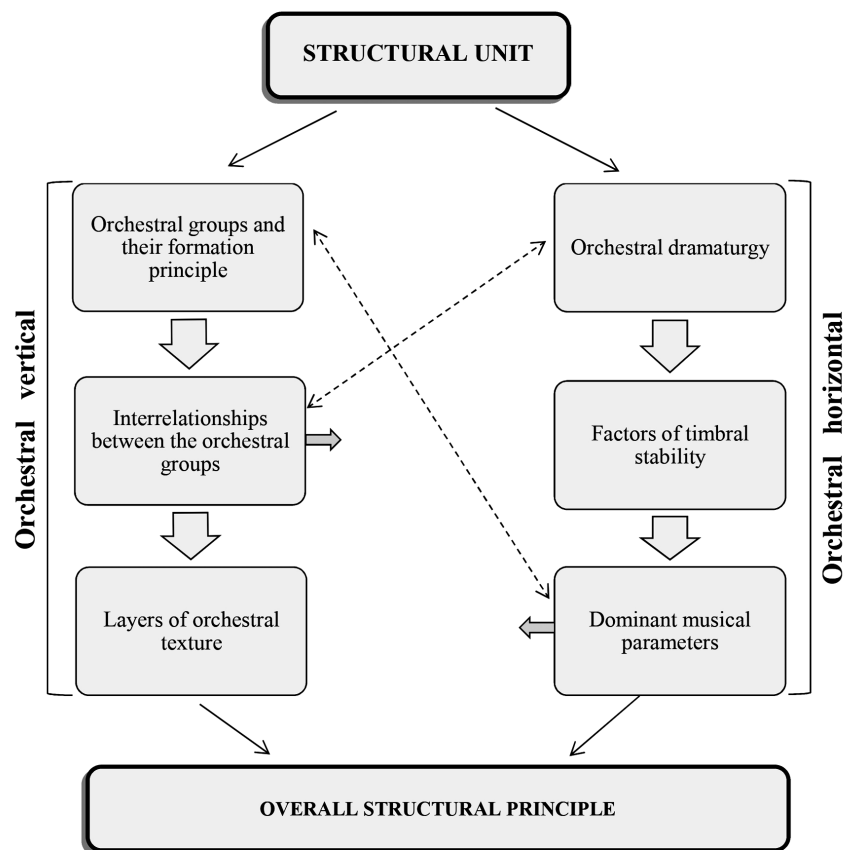 STRUCTURAL UNIT
Orchestral vertical
Orchestral groups and
their formation
principle
Interrelationships
between the orchestral
groups
Layers of orchestral
texture
Orchestral dramaturgy
Factors of timbral
stability
Dominant musical
parameters
Orchestral horizontal
OVERALL STRUCTURAL PRINCIPLE